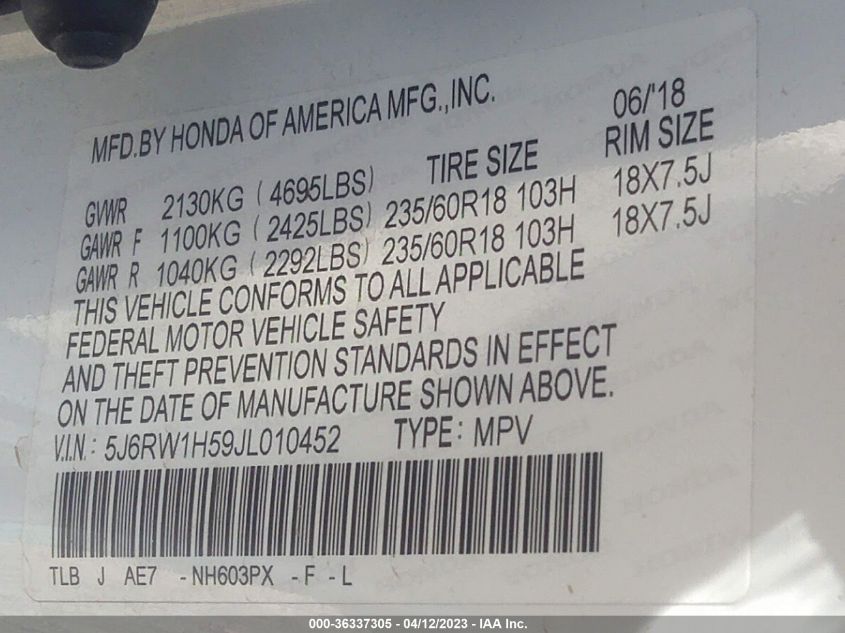 MFD.BY HONDA OF AMERICA MFG.,INC. 06/'18
TIRE SIZE RIM SIZE
GVWR 2130KG ( 4695LBS)
GAWR F 1100KG ( 2425LBS) 235/60R18 103H 18X7.5J
GAWR R 1040KG ( 2292LBS) 235/60R18 103H 18X7.5J
THIS VEHICLE CONFORMS TO ALL APPLICABLE
FEDERAL MOTOR VEHICLE SAFETY
AND THEFT PREVENTION STANDARDS IN EFFECT
ON THE DATE OF MANUFACTURE SHOWN ABOVE.
V.I.N.: 5J6RW1H59JL010452 TYPE: MPV
TLB J AE7 -NH603PX -F -L
000-36337305 - 04/12/2023 - IAA Inc.